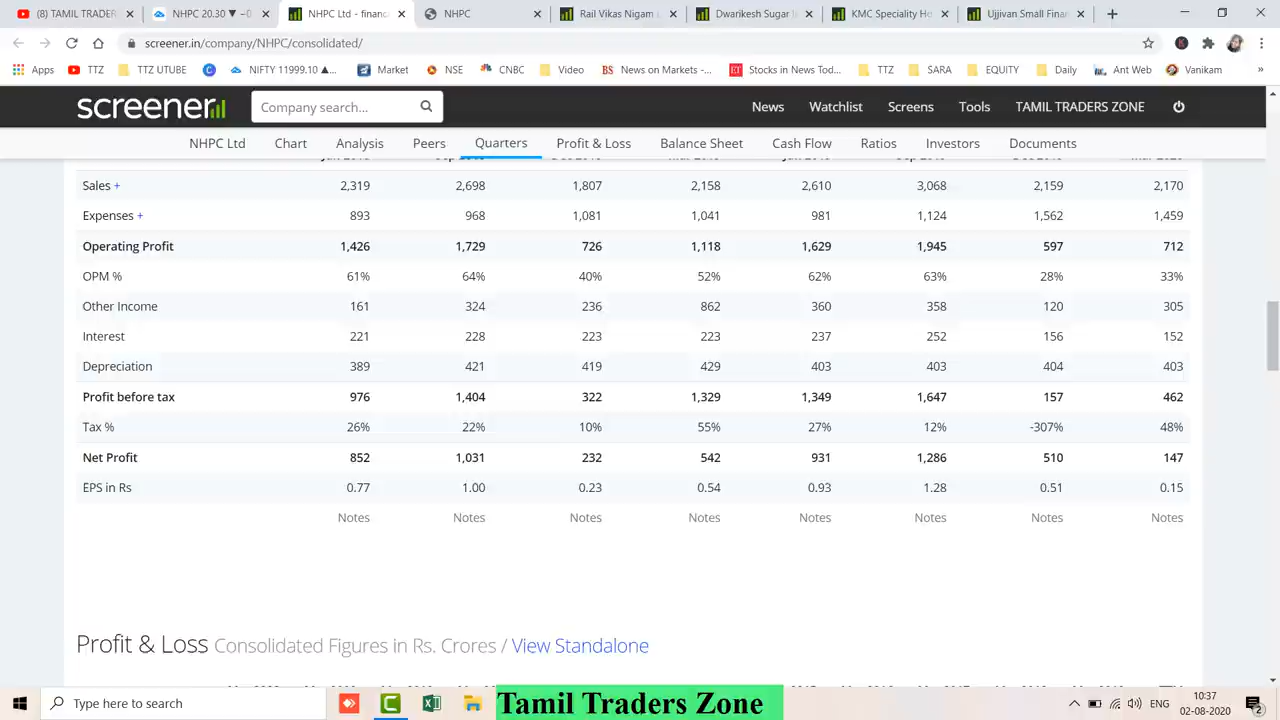 (8) TAMIL TRADER
NHPC 20.30 ▼ −0
NHPC Ltd - financ
NHPC
Rail Vikas Nigam L
Dwarikesh Sugar I
KMC Speciality Ho
Ujjivan Small Finan
screener.in/company/NHPC/consolidated/
Apps
TTZ
TTZ UTUBE
NIFTY 11999.10 ▲...
Market
NSE
CNBC
Video
News on Markets -...
Stocks in News Tod...
TTZ
SARA
EQUITY
Daily
Ant Web
Vanikam
»
screener
Company search...
News
Watchlist
Screens
Tools
TAMIL TRADERS ZONE
NHPC Ltd
Chart
Analysis
Peers
Quarters
Profit & Loss
Balance Sheet
Cash Flow
Ratios
Investors
Documents
Sales + 2,319 2,698 1,807 2,158 2,610 3,068 2,159 2,170
Expenses + 893 968 1,081 1,041 981 1,124 1,562 1,459
Operating Profit 1,426 1,729 726 1,118 1,629 1,945 597 712
OPM % 61% 64% 40% 52% 62% 63% 28% 33%
Other Income 161 324 236 862 360 358 120 305
Interest 221 228 223 223 237 252 156 152
Depreciation 389 421 419 429 403 403 404 403
Profit before tax 976 1,404 322 1,329 1,349 1,647 157 462
Tax % 26% 22% 10% 55% 27% 12% -307% 48%
Net Profit 852 1,031 232 542 931 1,286 510 147
EPS in Rs 0.77 1.00 0.23 0.54 0.93 1.28 0.51 0.15
Notes Notes Notes Notes Notes Notes Notes Notes
Profit & Loss Consolidated Figures in Rs. Crores / View Standalone
Type here to search
Tamil Traders Zone
ENG
10:37
02-08-2020
2